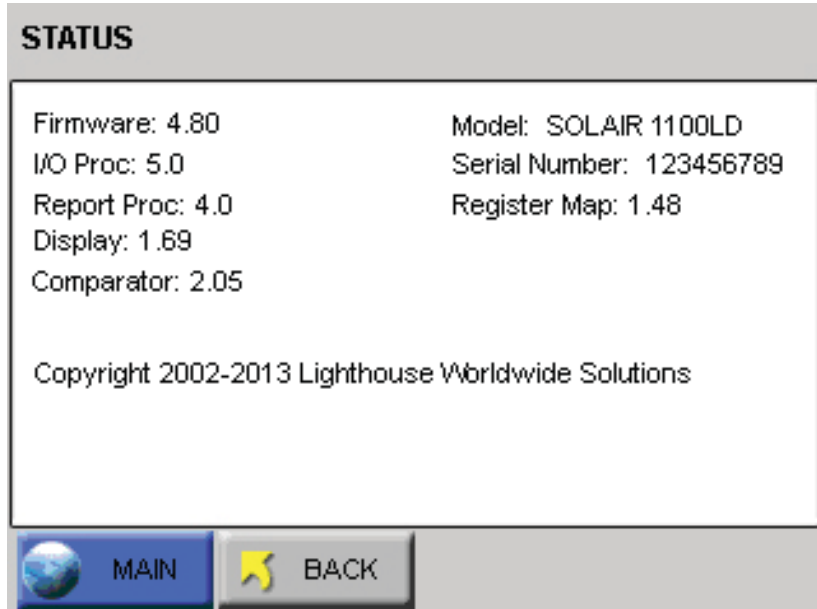 STATUS
Firmware: 4.80
I/O Proc: 5.0
Report Proc: 4.0
Display: 1.69
Comparator: 2.05
Model: SOLAIR 1100LD
Serial Number: 123456789
Register Map: 1.48
Copyright 2002-2013 Lighthouse Worldwide Solutions
MAIN
BACK